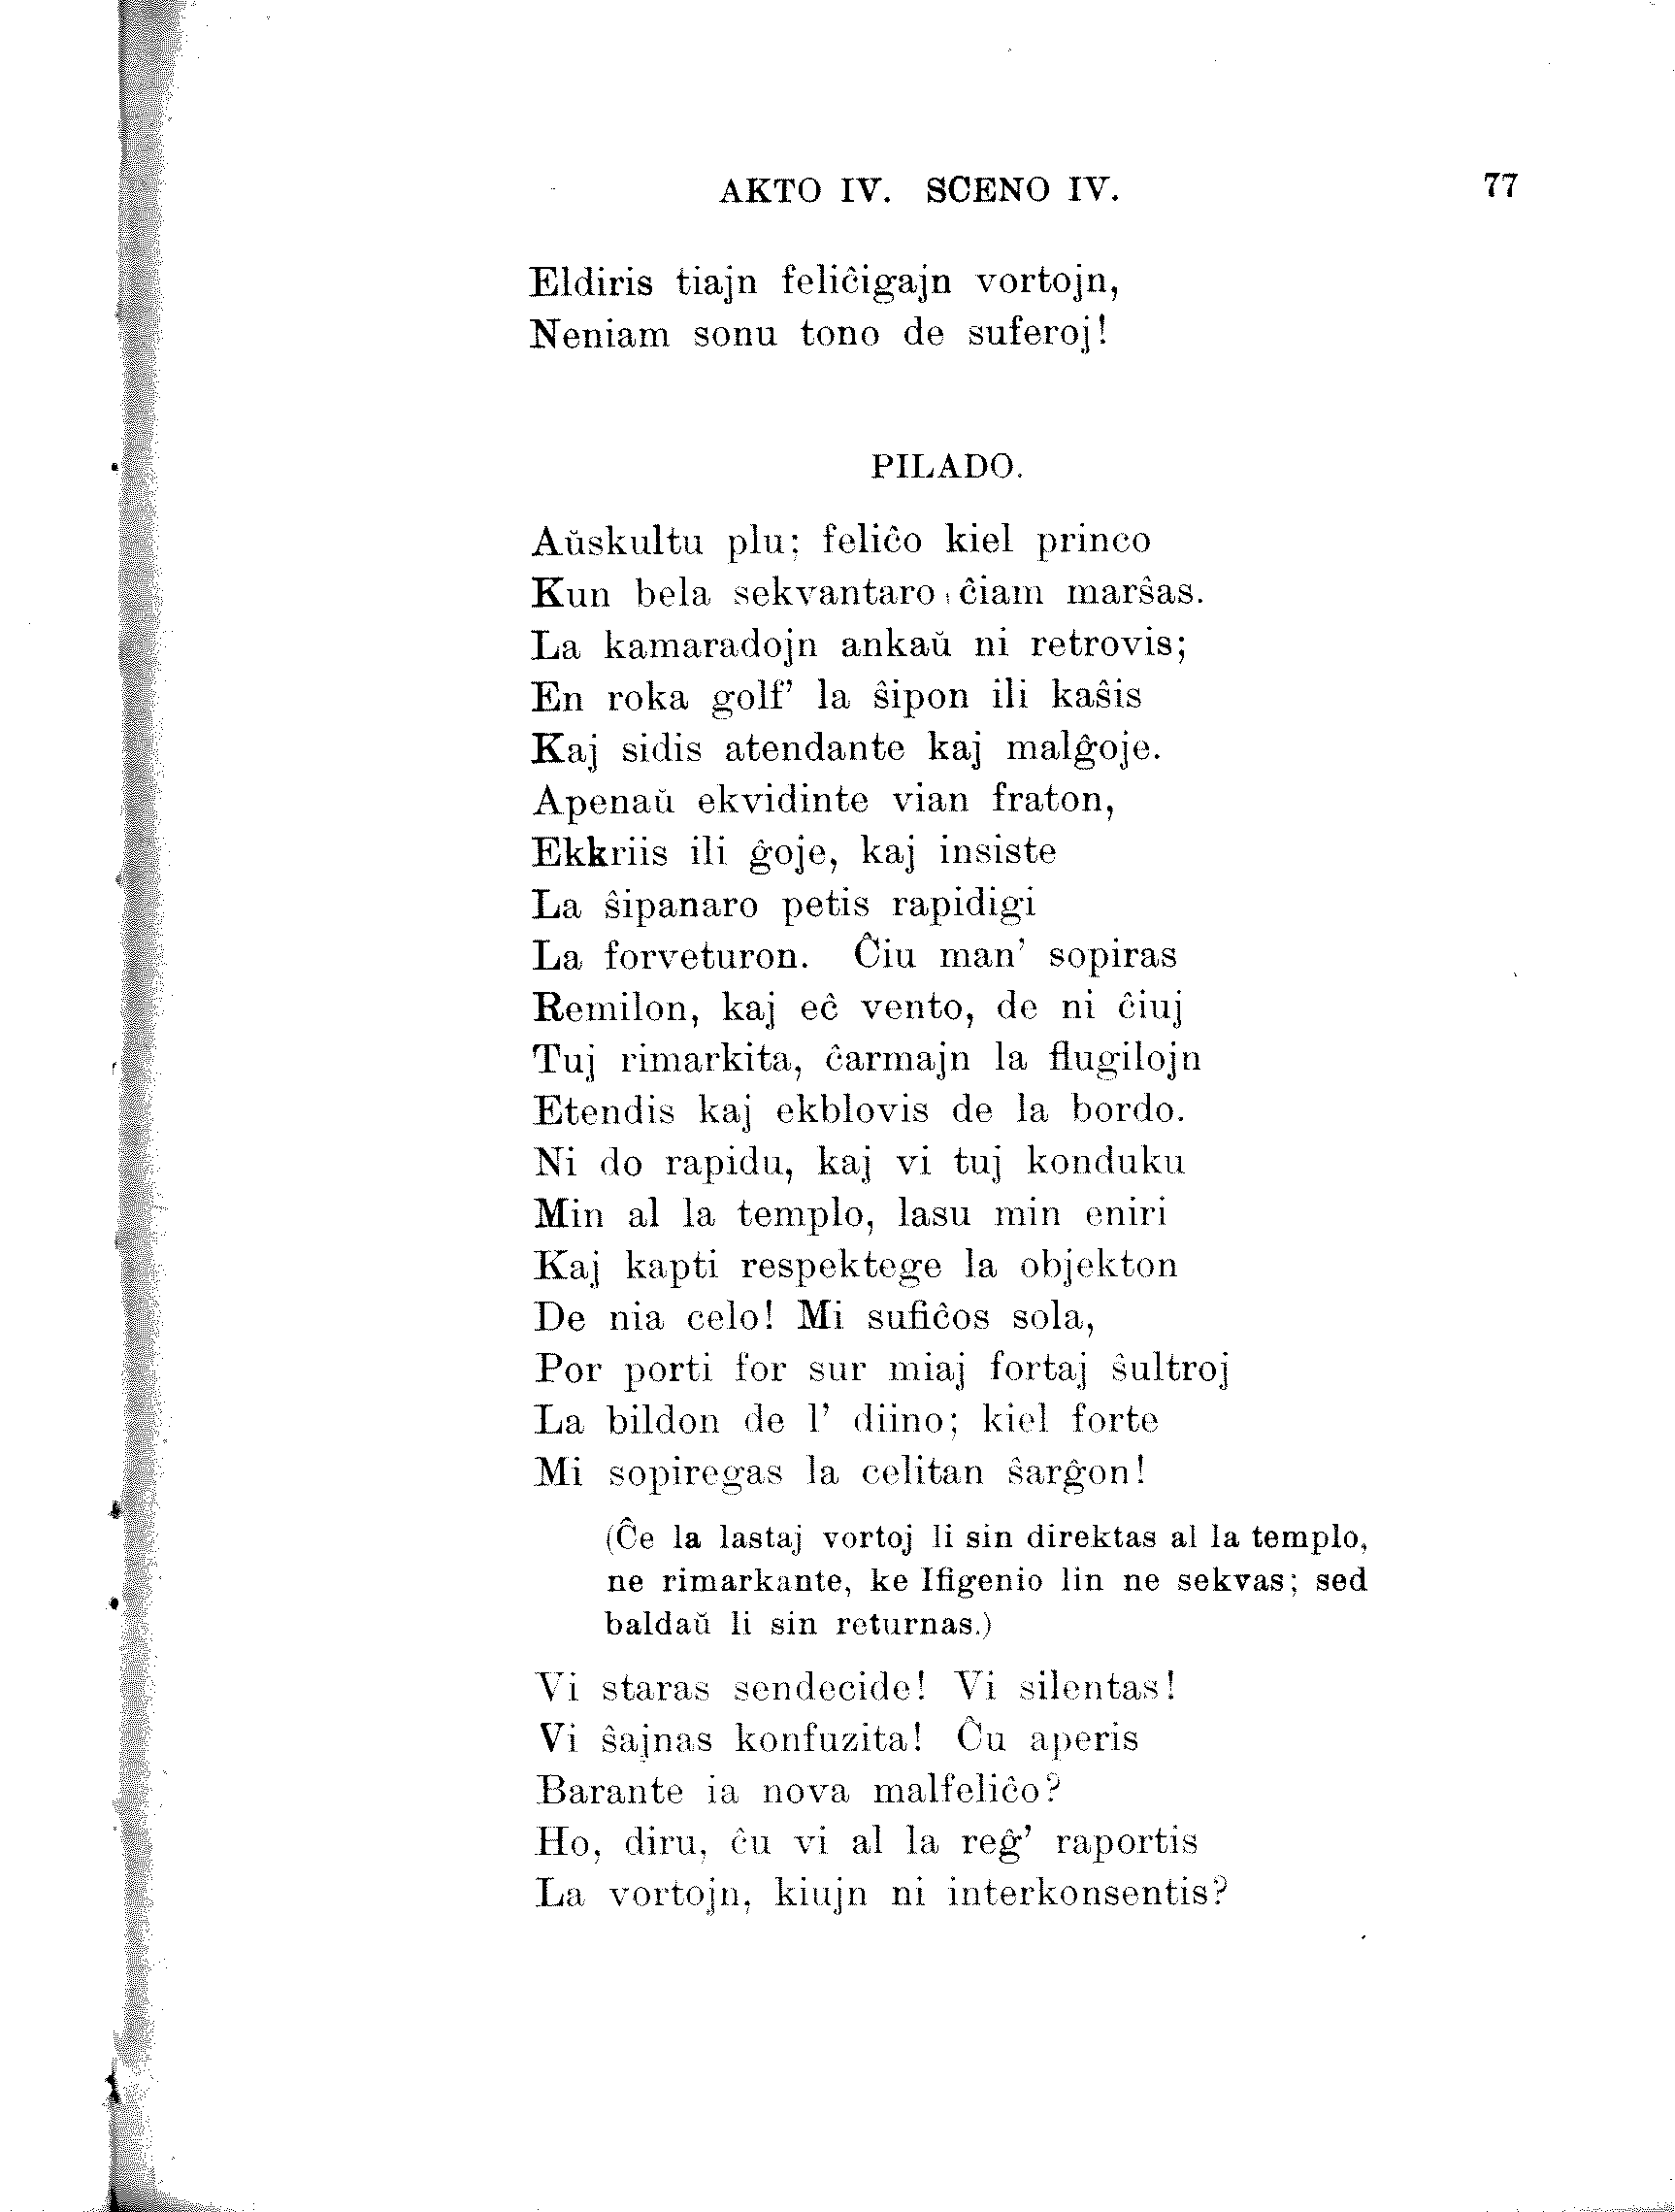 AKTO IV. SCENO IV. 77
Eldiris tiajn feliĉigajn vortojn,
Neniam sonu tono de suferoj!
PILADO.
Aŭskultu plu; feliĉo kiel princo
Kun bela sekvantaro ĉiam marŝas.
La kamaradojn ankaŭ ni retrovis;
En roka golf’ la ŝipon ili kaŝis
Kaj sidis atendante kaj malĝoje.
Apenaŭ ekvidinte vian fraton,
Ekkriis ili ĝoje, kaj insiste
La ŝipanaro petis rapidigi
La forveturon. Ĉiu man’ sopiras
Remilon, kaj eĉ vento, de ni ĉiuj
Tuj rimarkita, ĉarmajn la flugilojn
Etendis kaj ekblovis de la bordo.
Ni do rapidu, kaj vi tuj konduku
Min al la templo, lasu min eniri
Kaj kapti respektege la objekton
De nia celo! Mi sufiĉos sola,
Por porti for sur miaj fortaj ŝultroj
La bildon de l’ diino; kiel forte
Mi sopiregas la celitan ŝarĝon!
(Ĉe la lastaj vortoj li sin direktas al la templo,
ne rimarkante, ke Ifigenio lin ne sekvas; sed
baldaŭ li sin returnas.)
Vi staras sendecide! Vi silentas!
Vi ŝajnas konfuzita! Ĉu aperis
Barante ia nova malfeliĉo?
Ho, diru, ĉu vi al la reĝ’ raportis
La vortojn, kiujn ni interkonsentis?